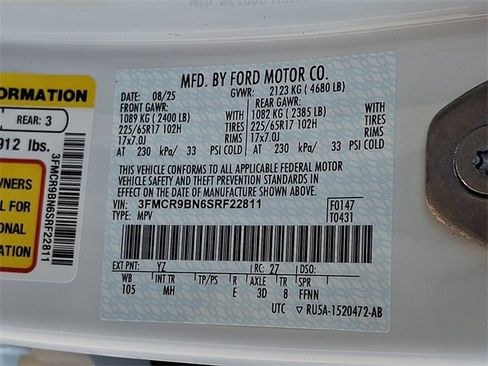 MFD. BY FORD MOTOR CO.
DATE: 08/25 GVWR: 2123 KG ( 4680 LB)
FRONT GAWR: REAR GAWR:
1089 KG ( 2400 LB) 1082 KG ( 2385 LB)
225/65R17 102H TIRES 225/65R17 102H TIRES
17x7.0J RIMS 17x7.0J RIMS
AT 230 kPa/ 33 PSI COLD AT 230 kPa/ 33 PSI COLD
THIS VEHICLE CONFORMS TO ALL APPLICABLE FEDERAL MOTOR
VEHICLE SAFETY AND THEFT PREVENTION STANDARDS IN EFFECT
ON THE DATE OF MANUFACTURE SHOWN ABOVE.
VIN: 3FMCR9BN6SRF22811 F0147
TYPE: MPV T0431
EXT PNT: YZ RC: 27 DSO:
WB INT TR TP/PS R AXLE TR SPR
105 MH E 3D 8 FFNN
UTC RU5A-1520472-AB
ORMATION
REAR: 3
912 lbs.
WNERS
FOR
ONAL
ION
3FMCR9BN6SRF22811